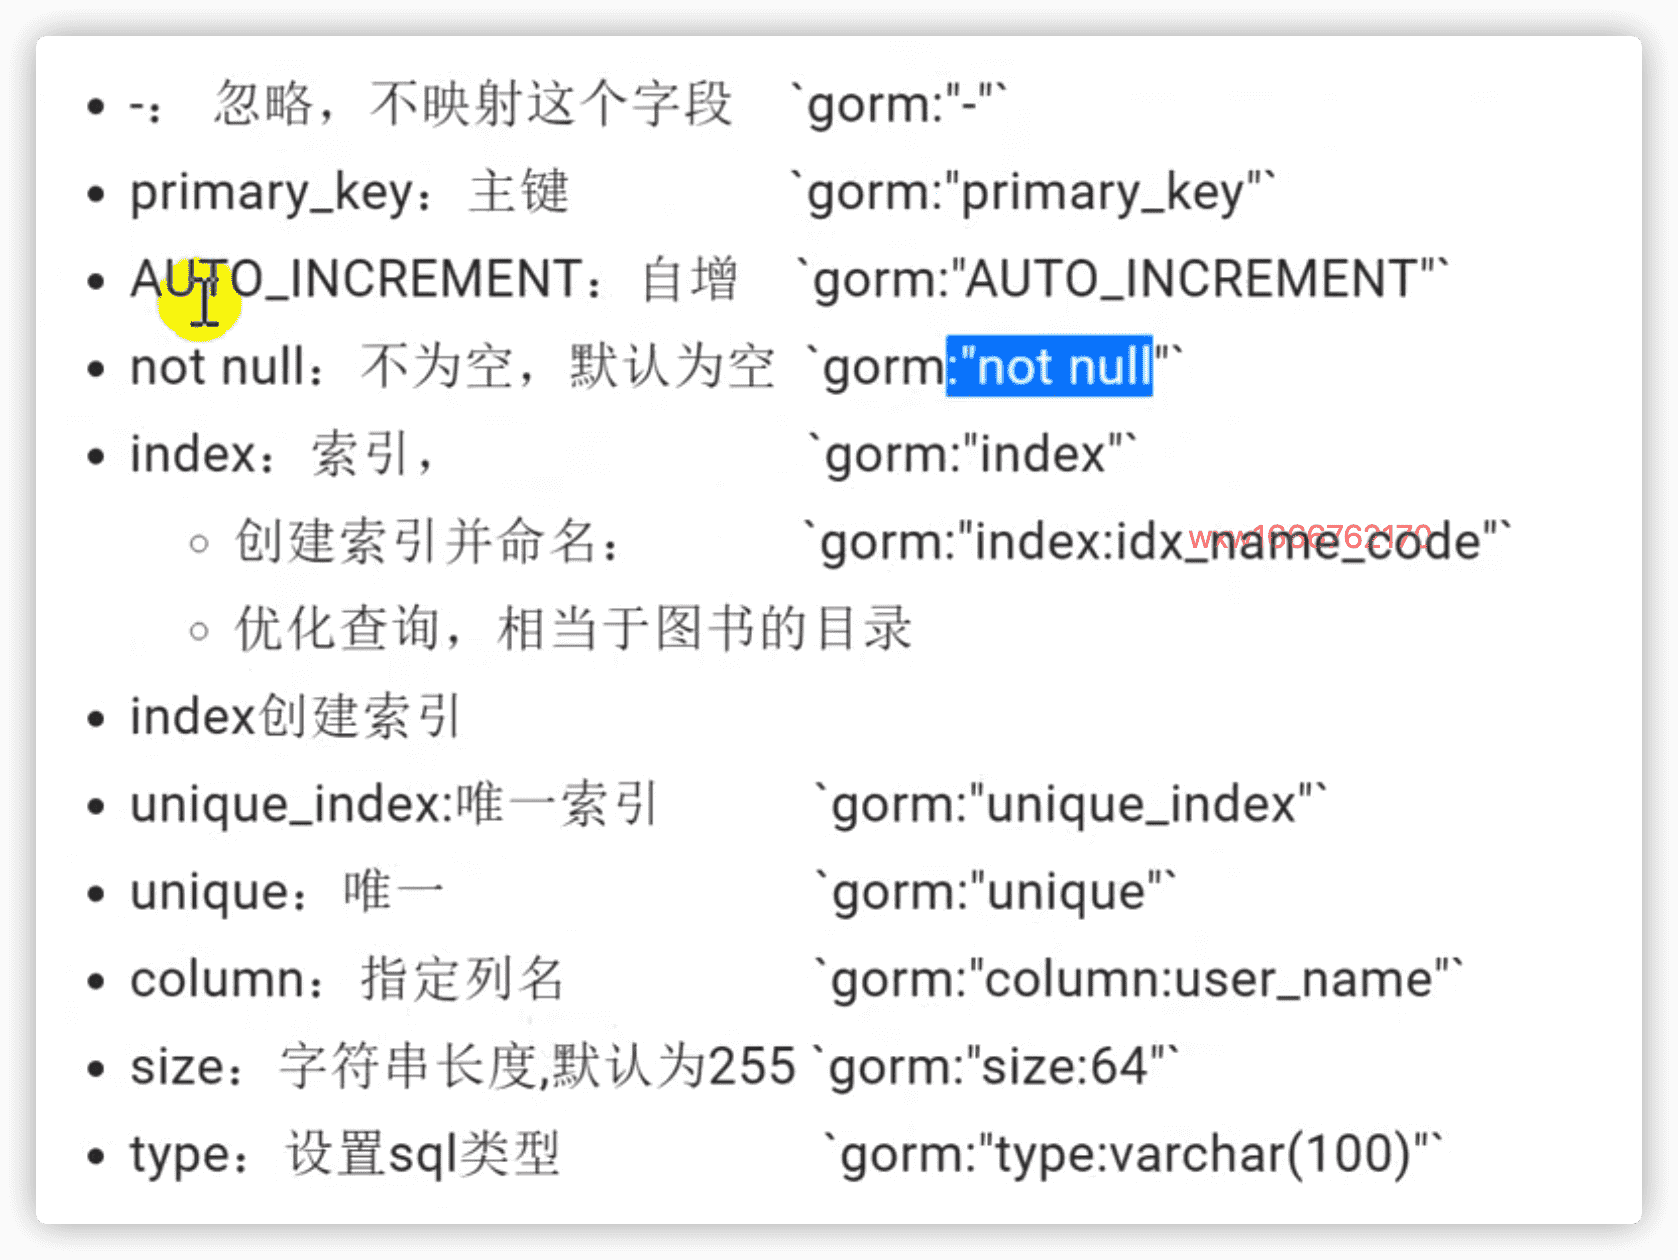 -： 忽略，不映射这个字段 `gorm:"-"`
primary_key：主键 `gorm:"primary_key"`
AUTO_INCREMENT：自增 `gorm:"AUTO_INCREMENT"`
not null：不为空，默认为空 `gorm:"not null"`
index：索引， `gorm:"index"`
创建索引并命名： `gorm:"index:idx_name_code"`
wxw1666762170
优化查询，相当于图书的目录
index创建索引
unique_index:唯一索引 `gorm:"unique_index"`
unique：唯一 `gorm:"unique"`
column：指定列名 `gorm:"column:user_name"`
size：字符串长度,默认为255 `gorm:"size:64"`
type：设置sql类型 `gorm:"type:varchar(100)"`